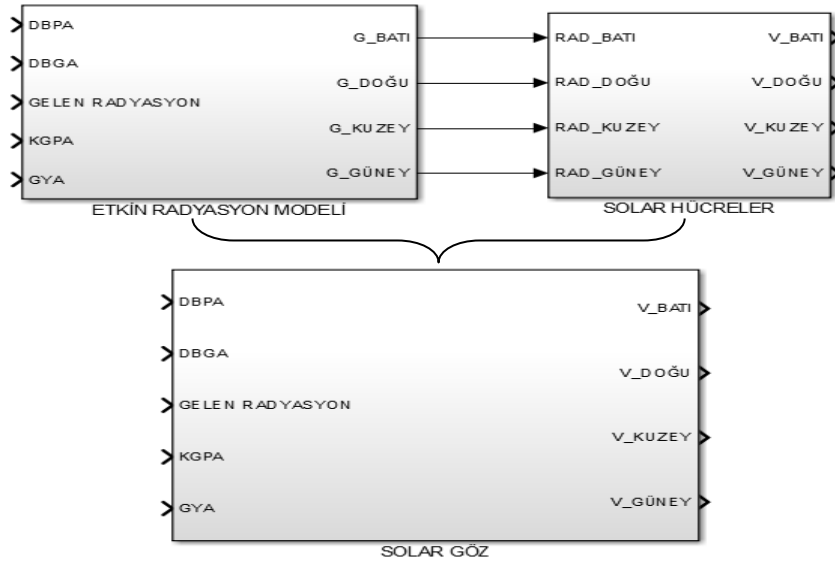 DBPA
DBGA
GELEN RADYASYON
KGPA
GYA
G_BATI
G_DOĞU
G_KUZEY
G_GÜNEY
ETKİN RADYASYON MODELİ
RAD_BATI
RAD_DOĞU
RAD_KUZEY
RAD_GÜNEY
V_BATI
V_DOĞU
V_KUZEY
V_GÜNEY
SOLAR HÜCRELER
DBPA
DBGA
GELEN RADYASYON
KGPA
GYA
V_BATI
V_DOĞU
V_KUZEY
V_GÜNEY
SOLAR GÖZ